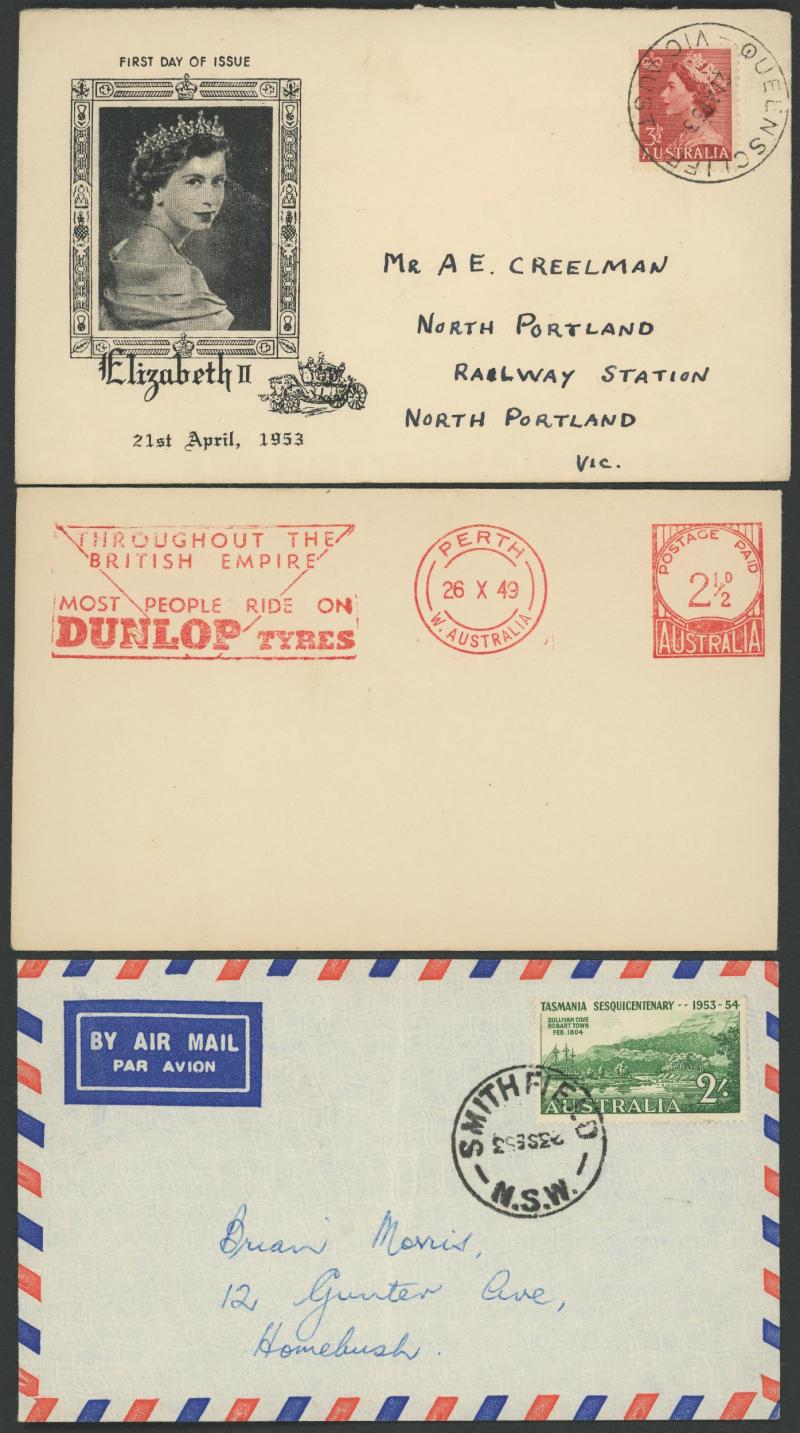 FIRST DAY OF ISSUE
Elizabeth II
21st April, 1953
3½D
AUSTRALIA
QUEENSCLIFF
VIC. AUST
MR A E. CREELMAN
NORTH PORTLAND
RAILWAY STATION
NORTH PORTLAND
VIC.
THROUGHOUT THE
BRITISH EMPIRE
MOST PEOPLE RIDE ON
DUNLOP TYRES
PERTH
26 X 49
W. AUSTRALIA
POSTAGE PAID
2½D
AUSTRALIA
BY AIR MAIL
PAR AVION
TASMANIA SESQUICENTENARY -- 1953-54
SULLIVAN COVE
HOBART TOWN
FEB. 1804
2/-
AUSTRALIA
SMITHFIELD
23SE53
N.S.W.
Brian Morris,
12 Gunter Ave,
Homebush.